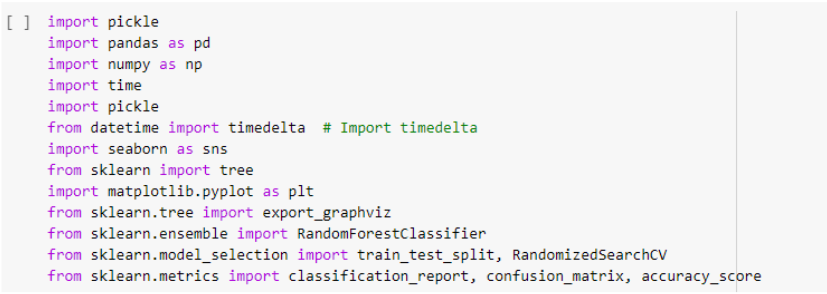 [ ] import pickle
import pandas as pd
import numpy as np
import time
import pickle
from datetime import timedelta  # Import timedelta
import seaborn as sns
from sklearn import tree
import matplotlib.pyplot as plt
from sklearn.tree import export_graphviz
from sklearn.ensemble import RandomForestClassifier
from sklearn.model_selection import train_test_split, RandomizedSearchCV
from sklearn.metrics import classification_report, confusion_matrix, accuracy_score